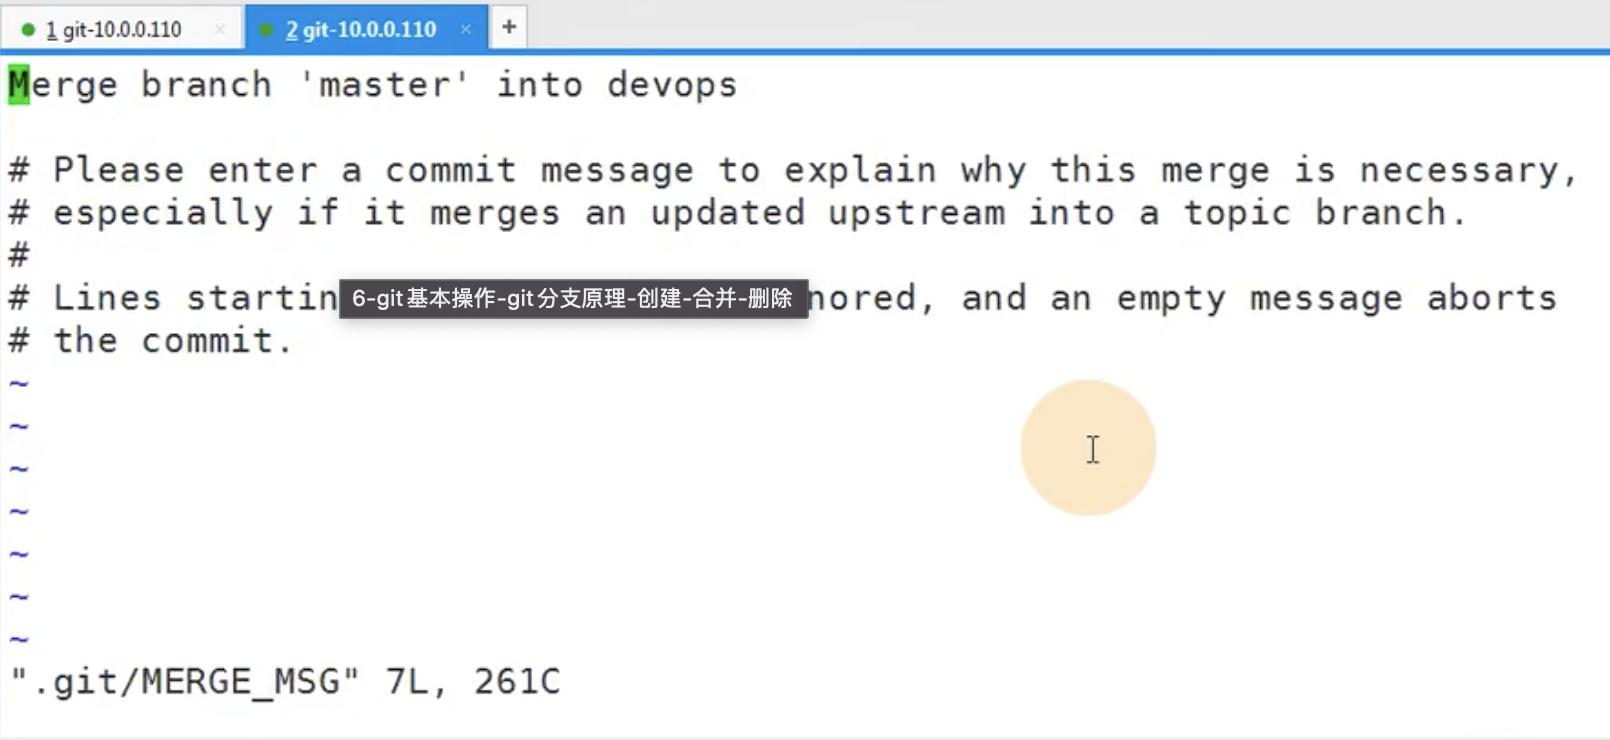 1 git-10.0.0.110 × 2 git-10.0.0.110 × +
Merge branch 'master' into devops
# Please enter a commit message to explain why this merge is necessary,
# especially if it merges an updated upstream into a topic branch.
#
# Lines startin 6-git基本操作-git分支原理-创建-合并-删除 nored, and an empty message aborts
# the commit.
~
~
~
~
~
~
~
".git/MERGE_MSG" 7L, 261C